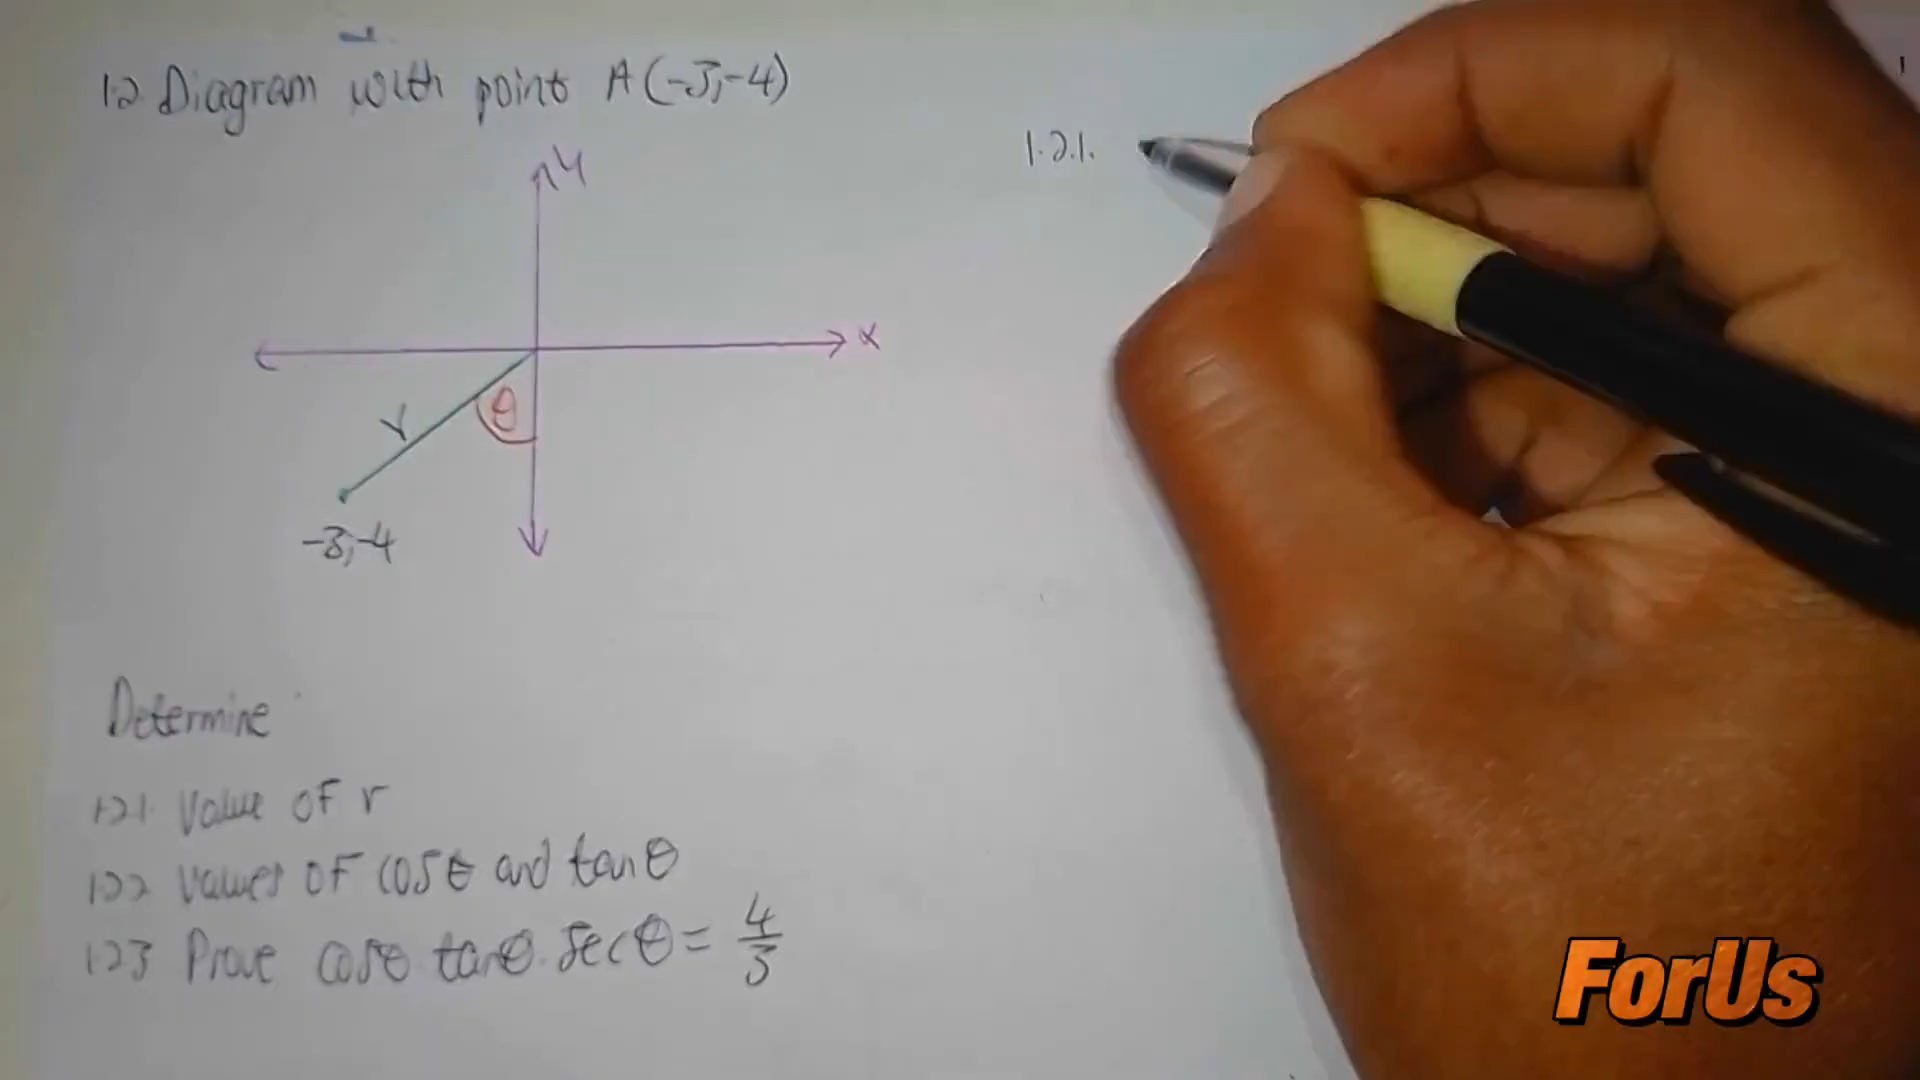 1.2 Diagram with point A(-3,-4)
y
x
θ
r
-3,-4
Determine
1.2.1 Value of r
1.2.2 Values of cosθ and tanθ
1.2.3 Prove cosθ. tanθ. secθ = 4/3
1.2.1.
ForUs